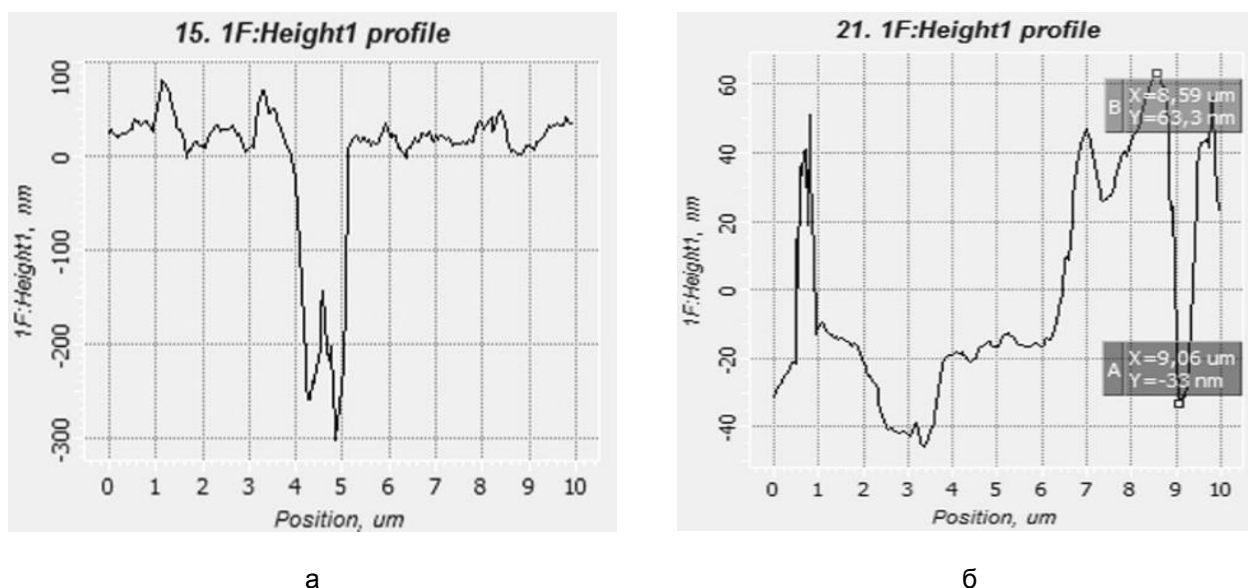 15. 1F:Height1 profile
1F:Height1, nm
100
0
-100
-200
-300
0 1 2 3 4 5 6 7 8 9 10
Position, um
а
21. 1F:Height1 profile
1F:Height1, nm
60
40
20
0
-20
-40
B X=8,59 um
Y=63,3 nm
A X=9,06 um
Y=-33 nm
0 1 2 3 4 5 6 7 8 9 10
Position, um
б